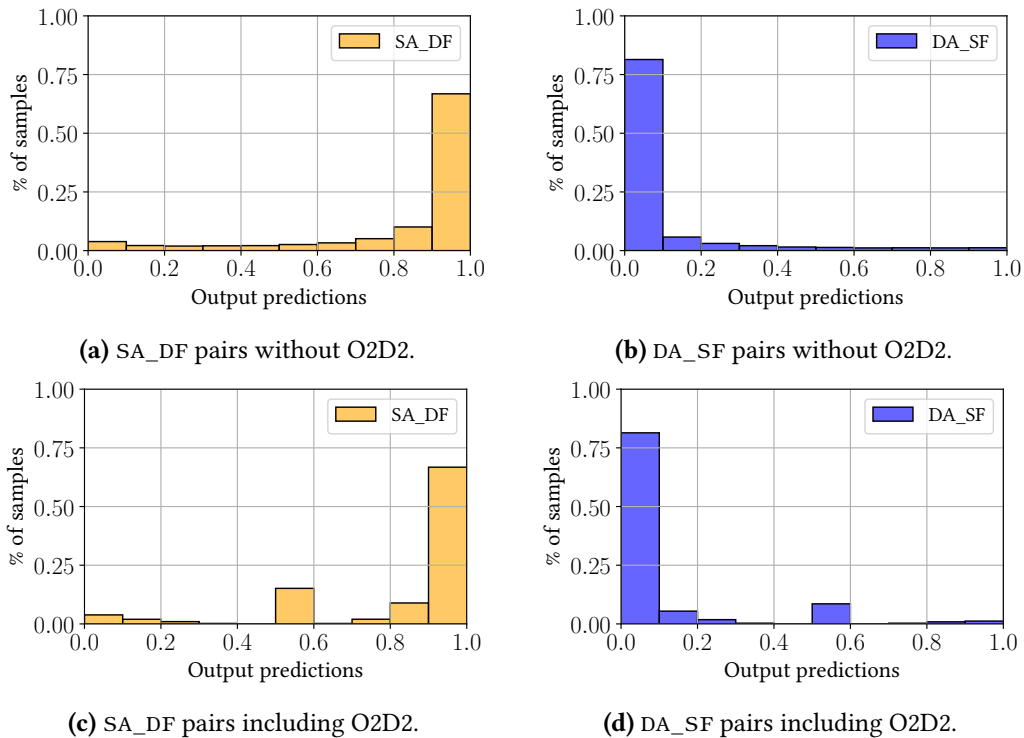 1.00
0.75
0.50
0.25
0.00
% of samples
SA_DF
0.0 0.2 0.4 0.6 0.8 1.0
Output predictions
(a) SA_DF pairs without O2D2.
1.00
0.75
0.50
0.25
0.00
% of samples
DA_SF
0.0 0.2 0.4 0.6 0.8 1.0
Output predictions
(b) DA_SF pairs without O2D2.
1.00
0.75
0.50
0.25
0.00
% of samples
SA_DF
0.0 0.2 0.4 0.6 0.8 1.0
Output predictions
(c) SA_DF pairs including O2D2.
1.00
0.75
0.50
0.25
0.00
% of samples
DA_SF
0.0 0.2 0.4 0.6 0.8 1.0
Output predictions
(d) DA_SF pairs including O2D2.